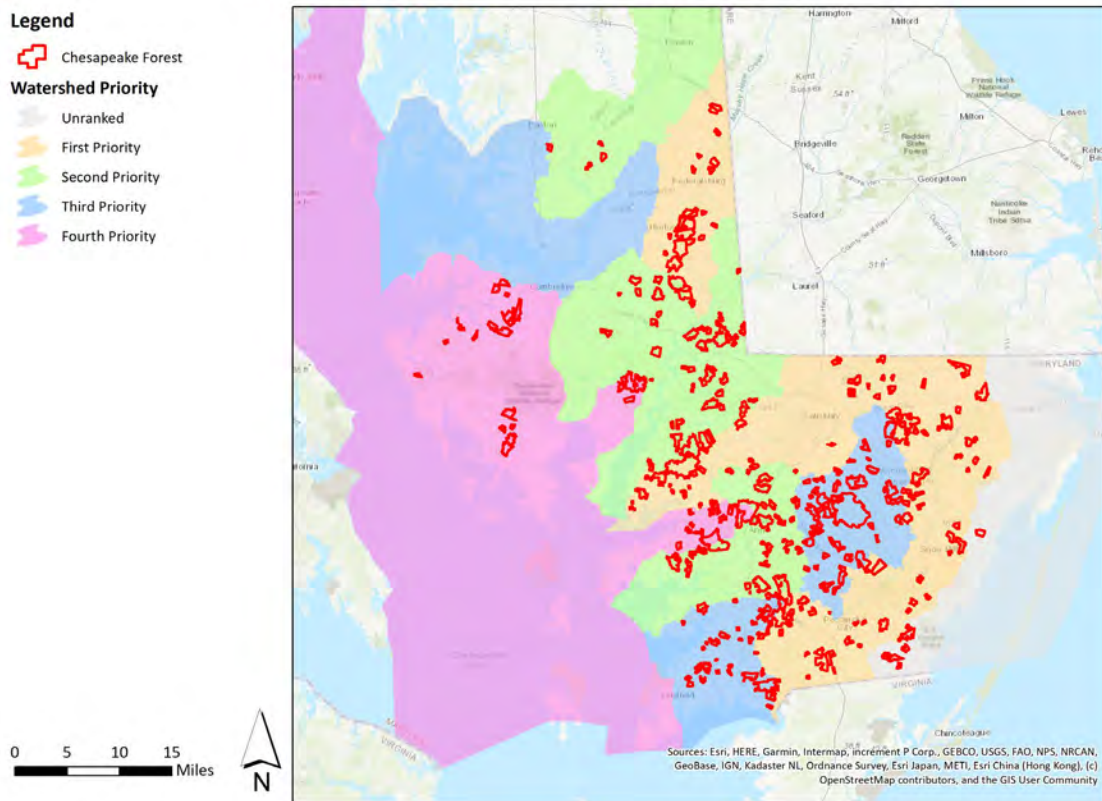 Legend
Chesapeake Forest
Watershed Priority
Unranked
First Priority
Second Priority
Third Priority
Fourth Priority
0 5 10 15
Miles
N
Harrington
Milford
Kent
Sussex
Prime Hook
National
Wildlife Refuge
Milton
Lewes
Bridgeville
Redden
State
Forest
Georgetown
Seaford
Nanticoke
Indian
Millsboro
Laurel
VIRGINIA
MARYLAND
VIRGINIA
Chincoteague
Sources: Esri, HERE, Garmin, Intermap, increment P Corp., GEBCO, USGS, FAO, NPS, NRCAN,
GeoBase, IGN, Kadaster NL, Ordnance Survey, Esri Japan, METI, Esri China (Hong Kong), (c)
OpenStreetMap contributors, and the GIS User Community